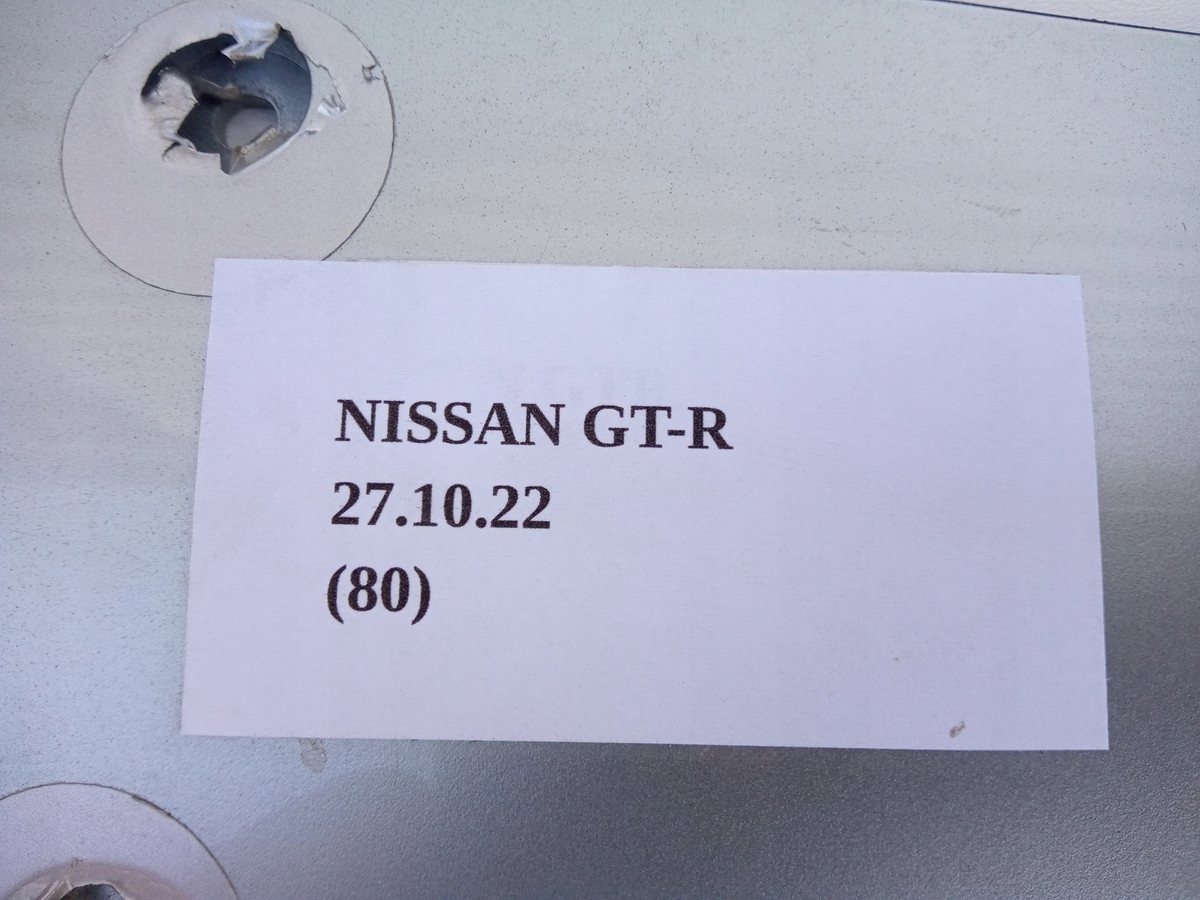 NISSAN GT-R
27.10.22
(80)